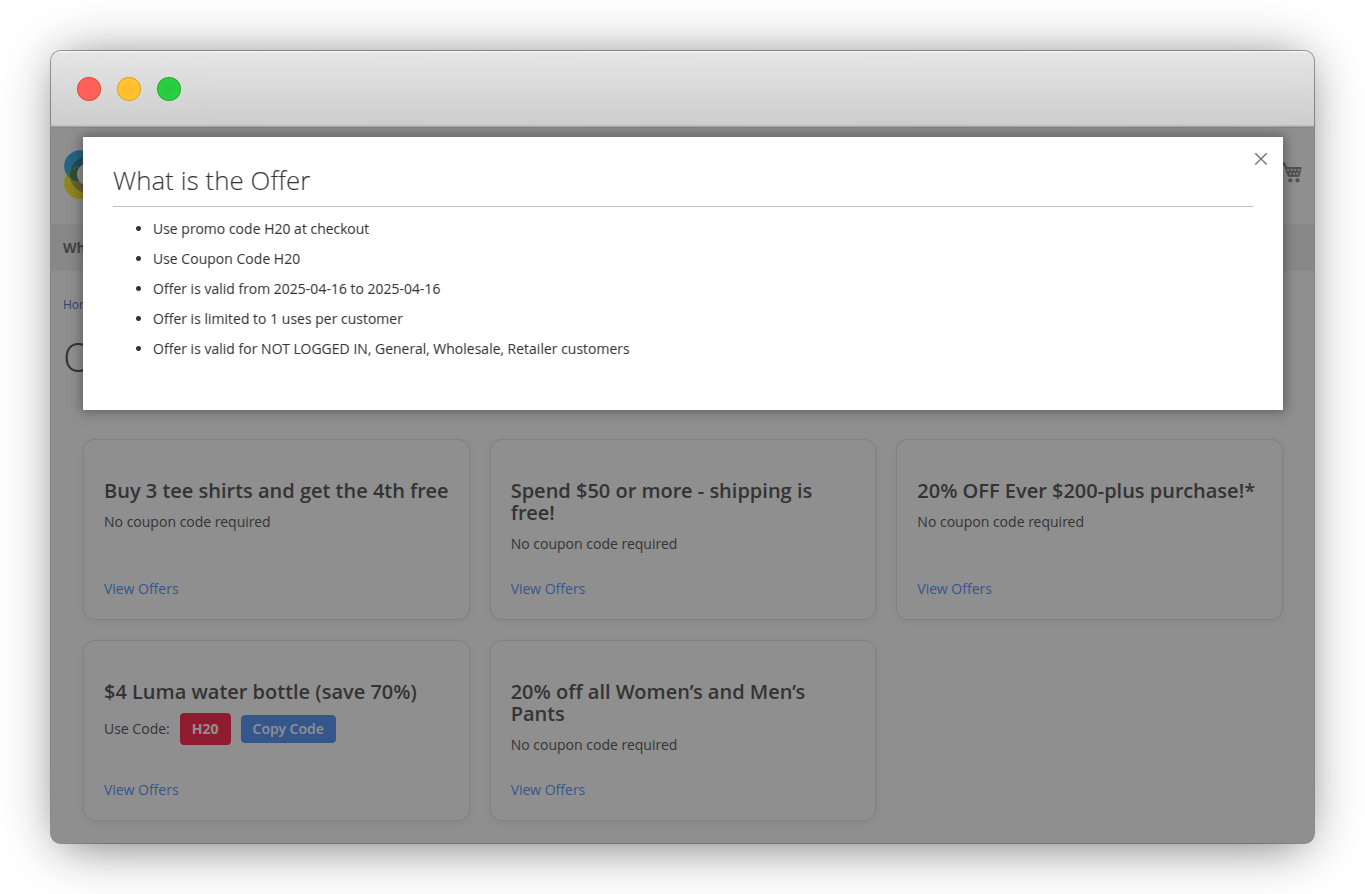 What is the Offer
Use promo code H20 at checkout
Use Coupon Code H20
Offer is valid from 2025-04-16 to 2025-04-16
Offer is limited to 1 uses per customer
Offer is valid for NOT LOGGED IN, General, Wholesale, Retailer customers
Buy 3 tee shirts and get the 4th free
No coupon code required
View Offers
Spend $50 or more - shipping is
free!
No coupon code required
View Offers
20% OFF Ever $200-plus purchase!*
No coupon code required
View Offers
$4 Luma water bottle (save 70%)
Use Code: H20 Copy Code
View Offers
20% off all Women’s and Men’s
Pants
No coupon code required
View Offers